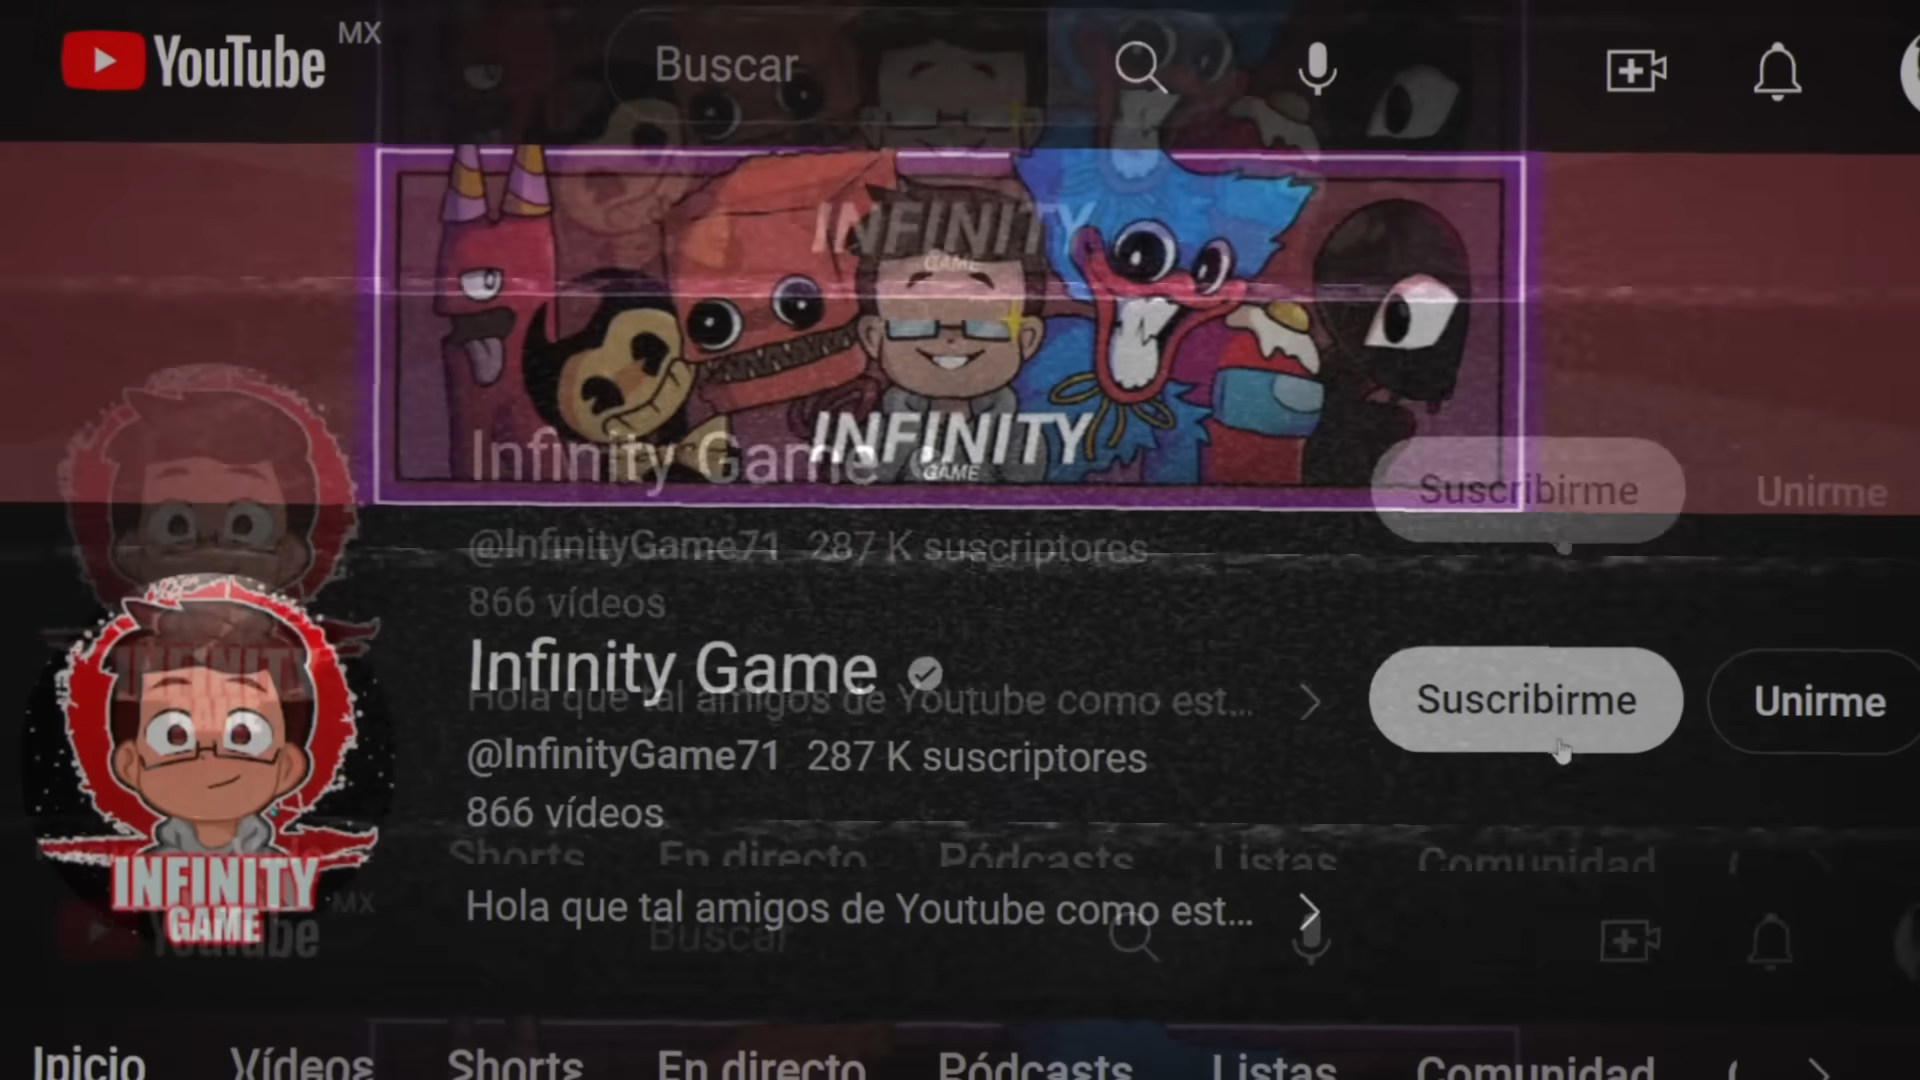 YouTube MX
Buscar
INFINITY
GAME
Infinity Game
INFINITY
GAME
Suscribirme
Unirme
@InfinityGame71 287 K suscriptores
866 vídeos
Infinity Game
Hola que tal amigos de Youtube como est...
Suscribirme
Unirme
@InfinityGame71 287 K suscriptores
866 vídeos
Shorts En directo Pódcasts Listas Comunidad
INFINITY
GAME
Hola que tal amigos de Youtube como est...
YouTube MX
Buscar
Inicio Vídeos Shorts En directo Pódcasts Listas Comunidad